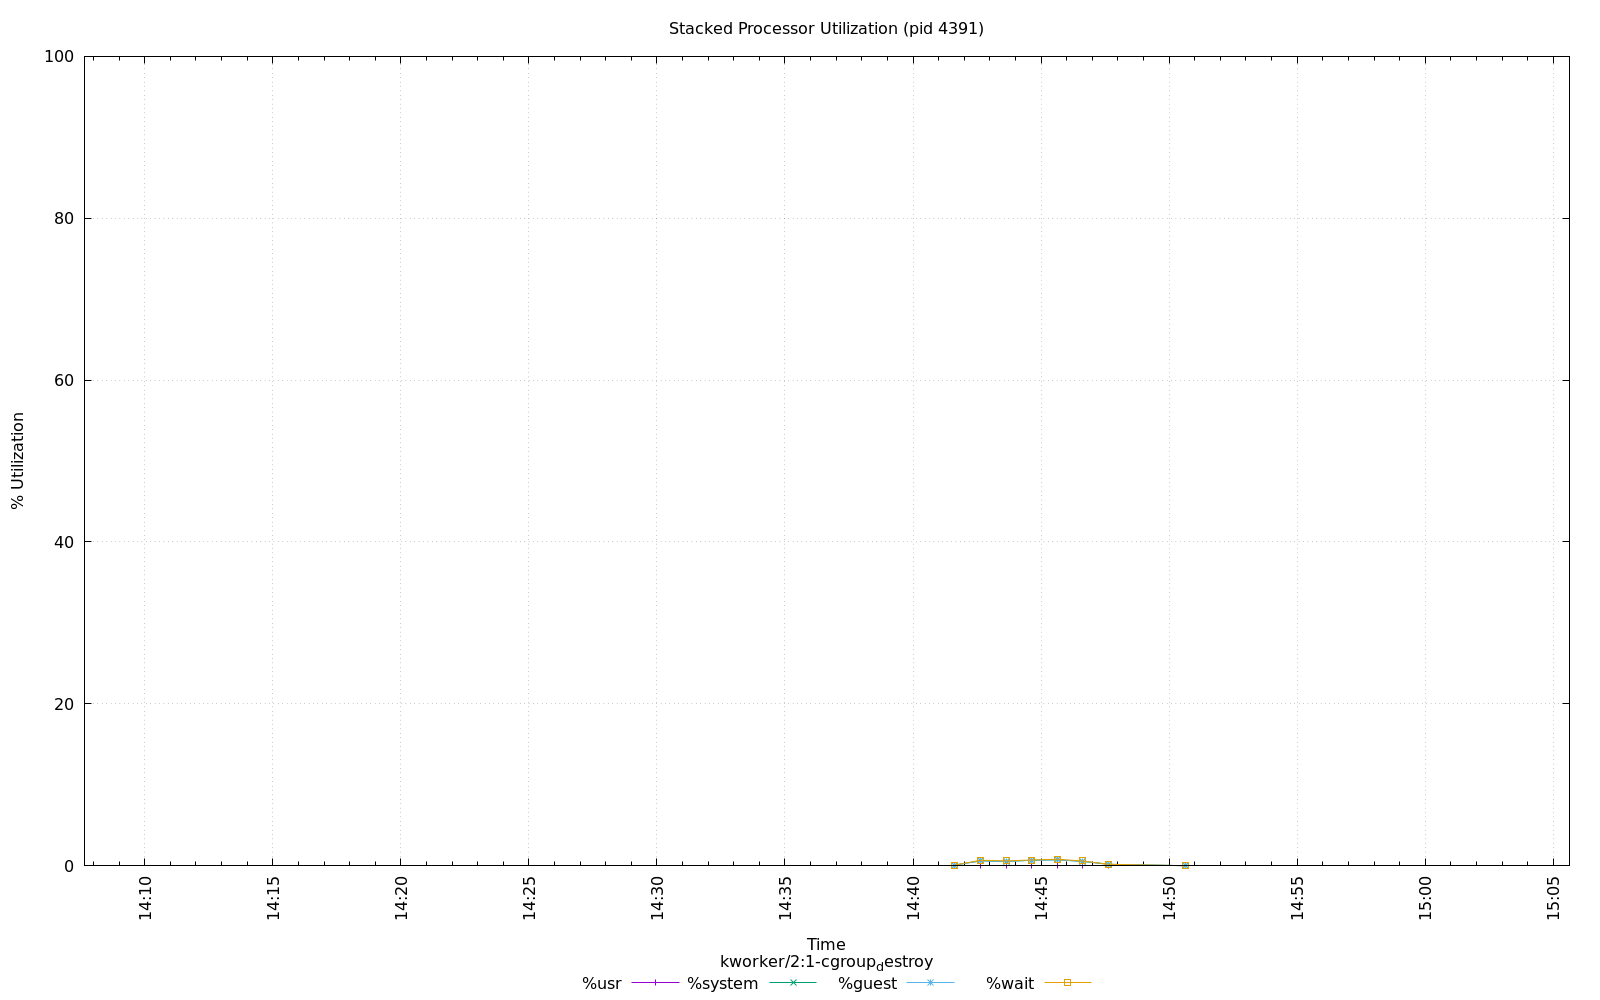 Stacked Processor Utilization (pid 4391)
100
80
60
40
20
0
% Utilization
14:10 14:15 14:20 14:25 14:30 14:35 14:40 14:45 14:50 14:55 15:00 15:05
Time
kworker/2:1-cgroupdestroy
%usr %system %guest %wait